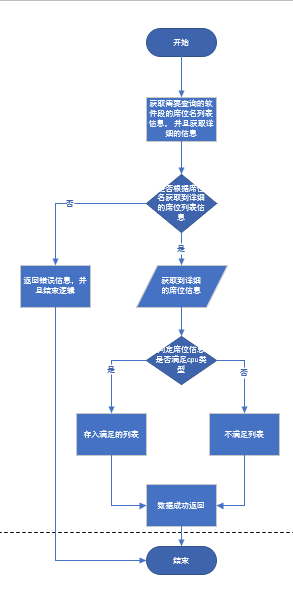 开始
获取需要查询的软
件段的席位名列表
信息， 并且获取详
细的信息
是否根据席位
名获取到详细
的席位列表信
息
否
是
返回错误信息，并
且结束逻辑
获取到详细
的席位信息
判定席位信息
是否满足cpu类
型
是
否
存入满足的列表
不满足列表
数据成功返回
结束